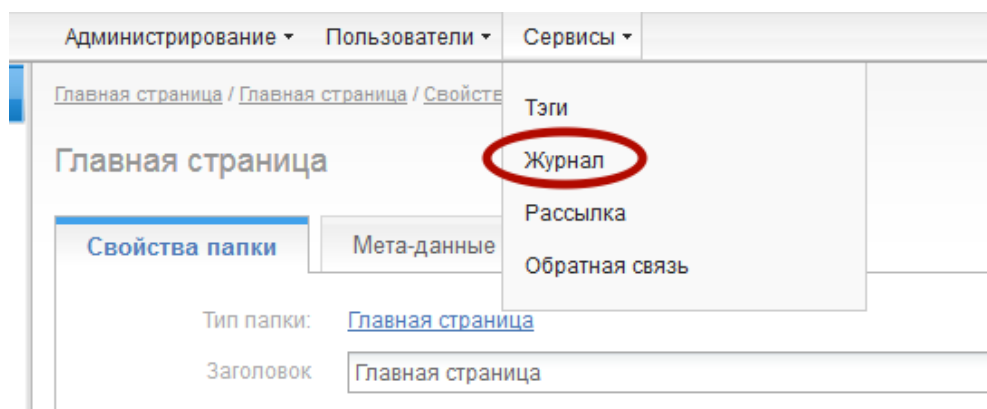 Администрирование Пользователи Сервисы
Главная страница / Главная страница / Свойств
Тэги
Главная страница
Журнал
Рассылка
Свойства папки Мета-данные
Обратная связь
Тип папки: Главная страница
Заголовок Главная страница